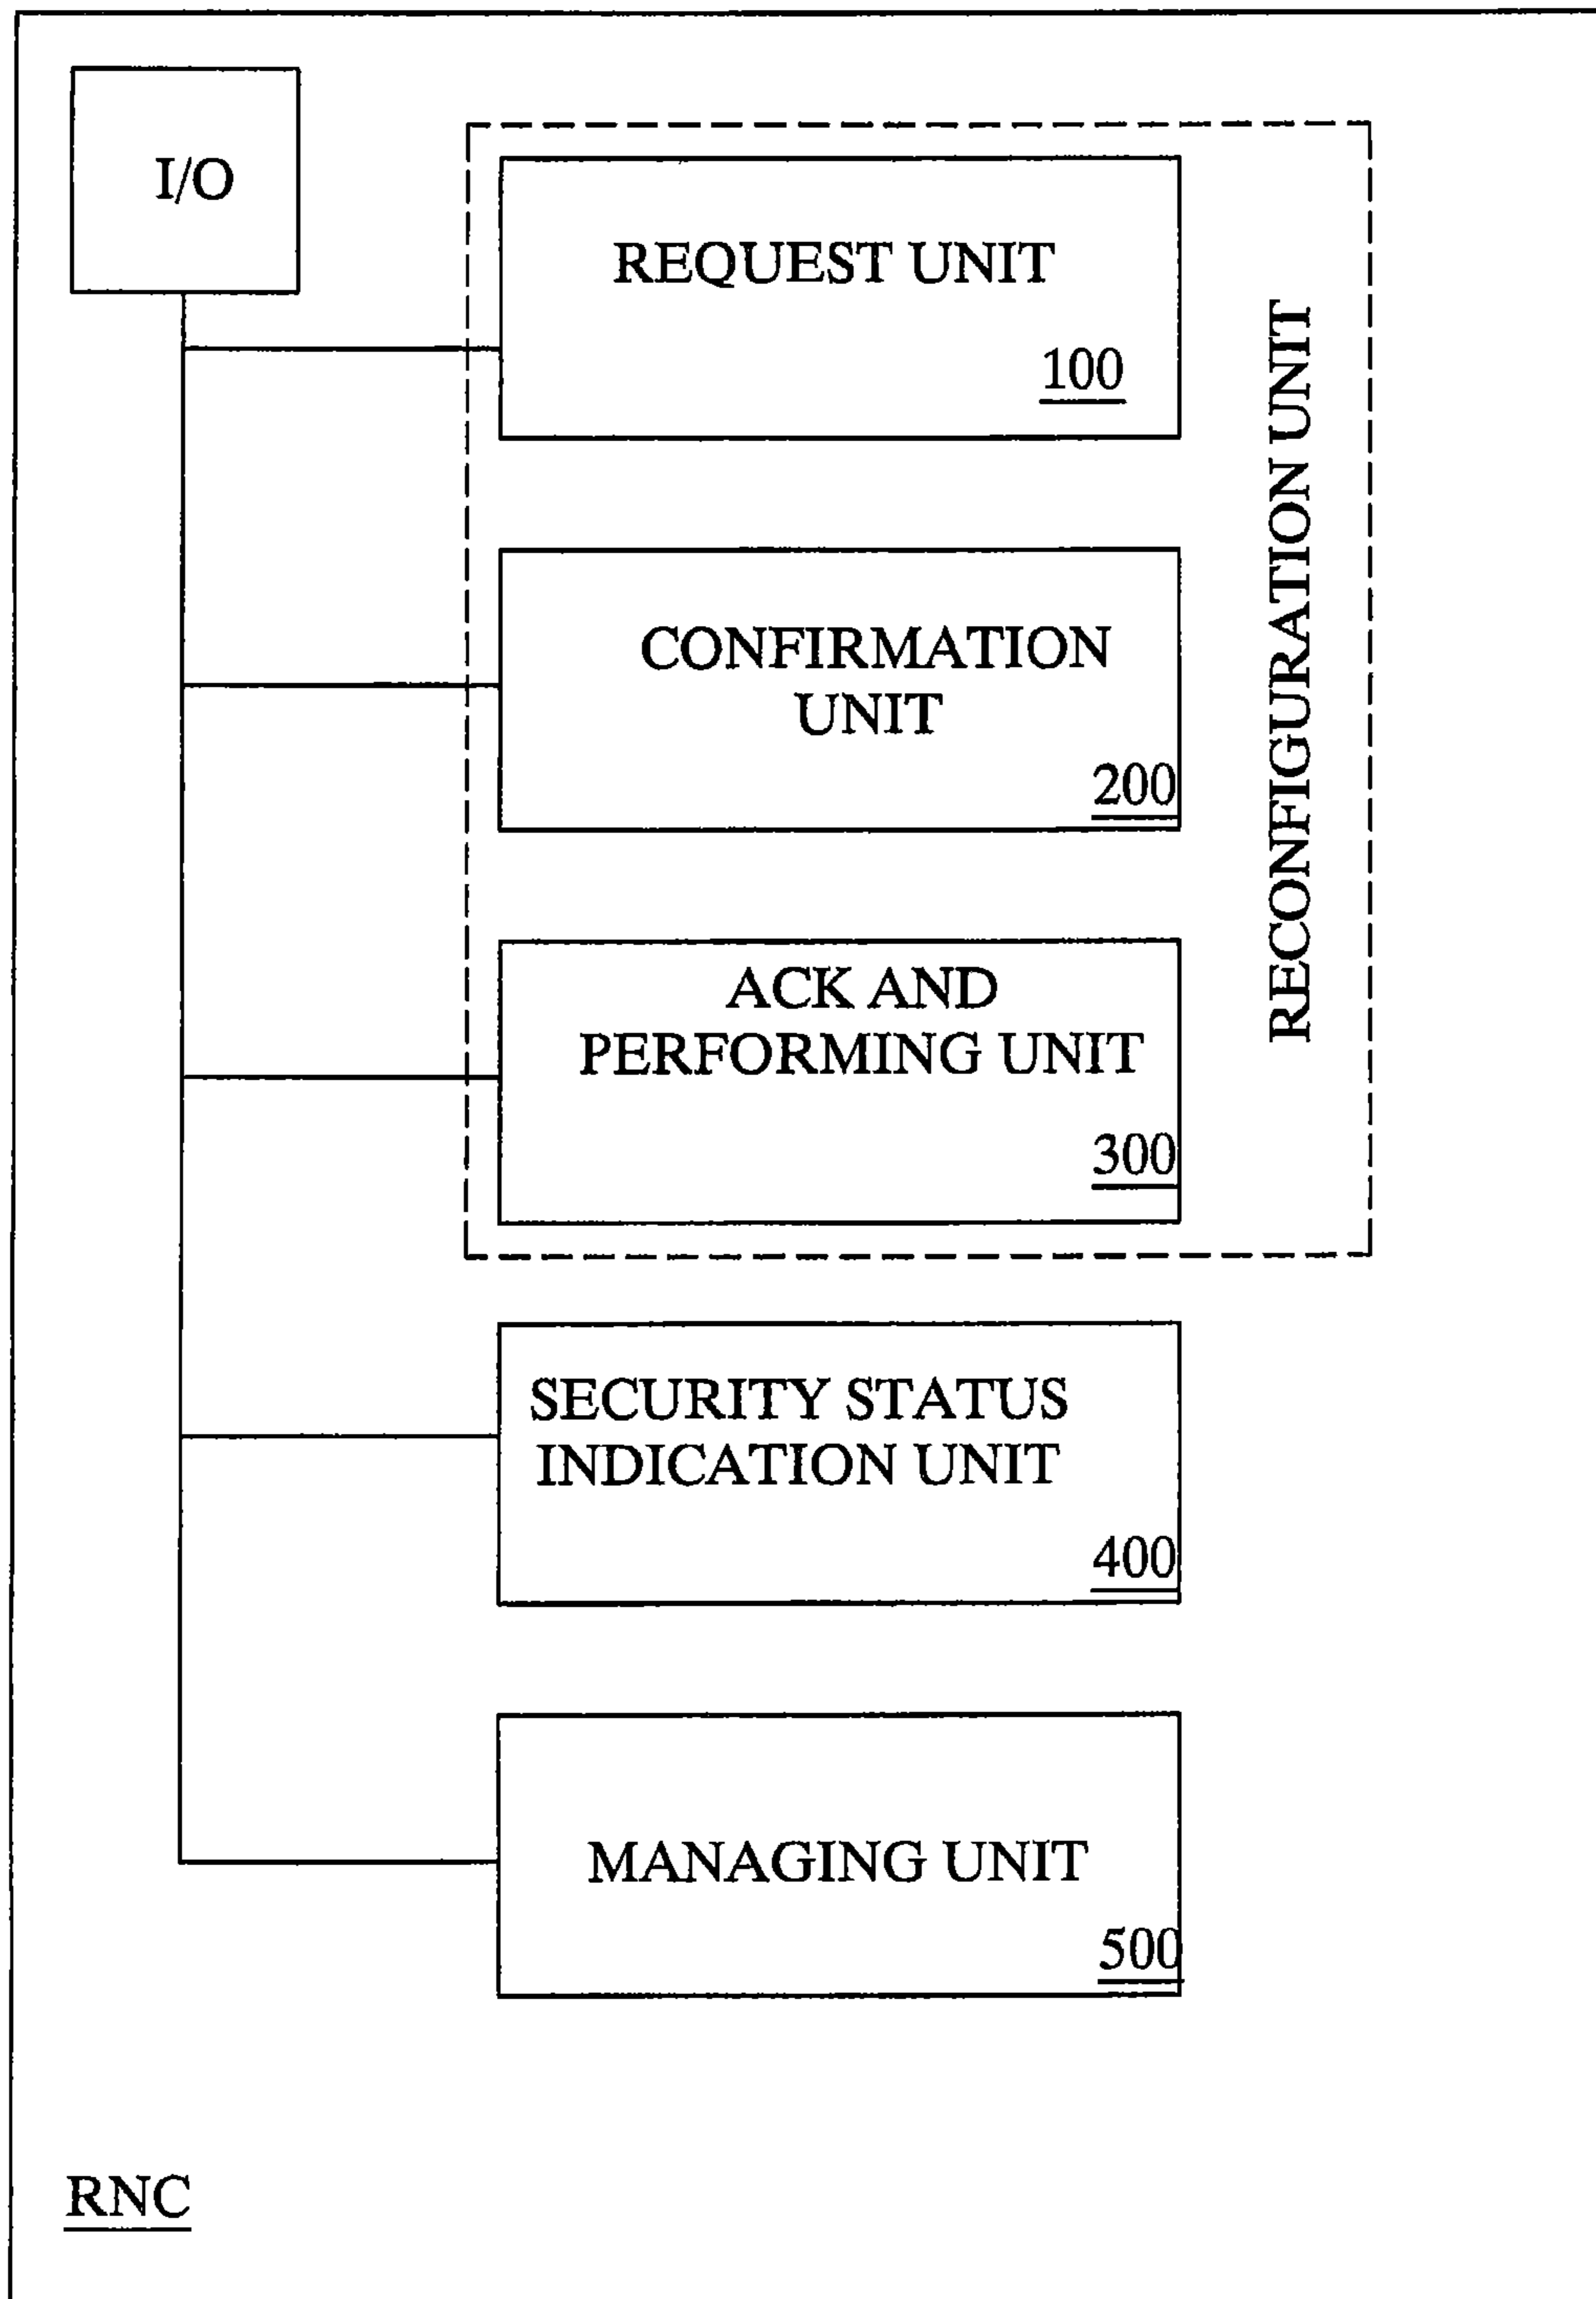 I/O
REQUEST UNIT
100
CONFIRMATION
UNIT
200
ACK AND
PERFORMING UNIT
300
RECONFIGURATION UNIT
SECURITY STATUS
INDICATION UNIT
400
MANAGING UNIT
500
RNC